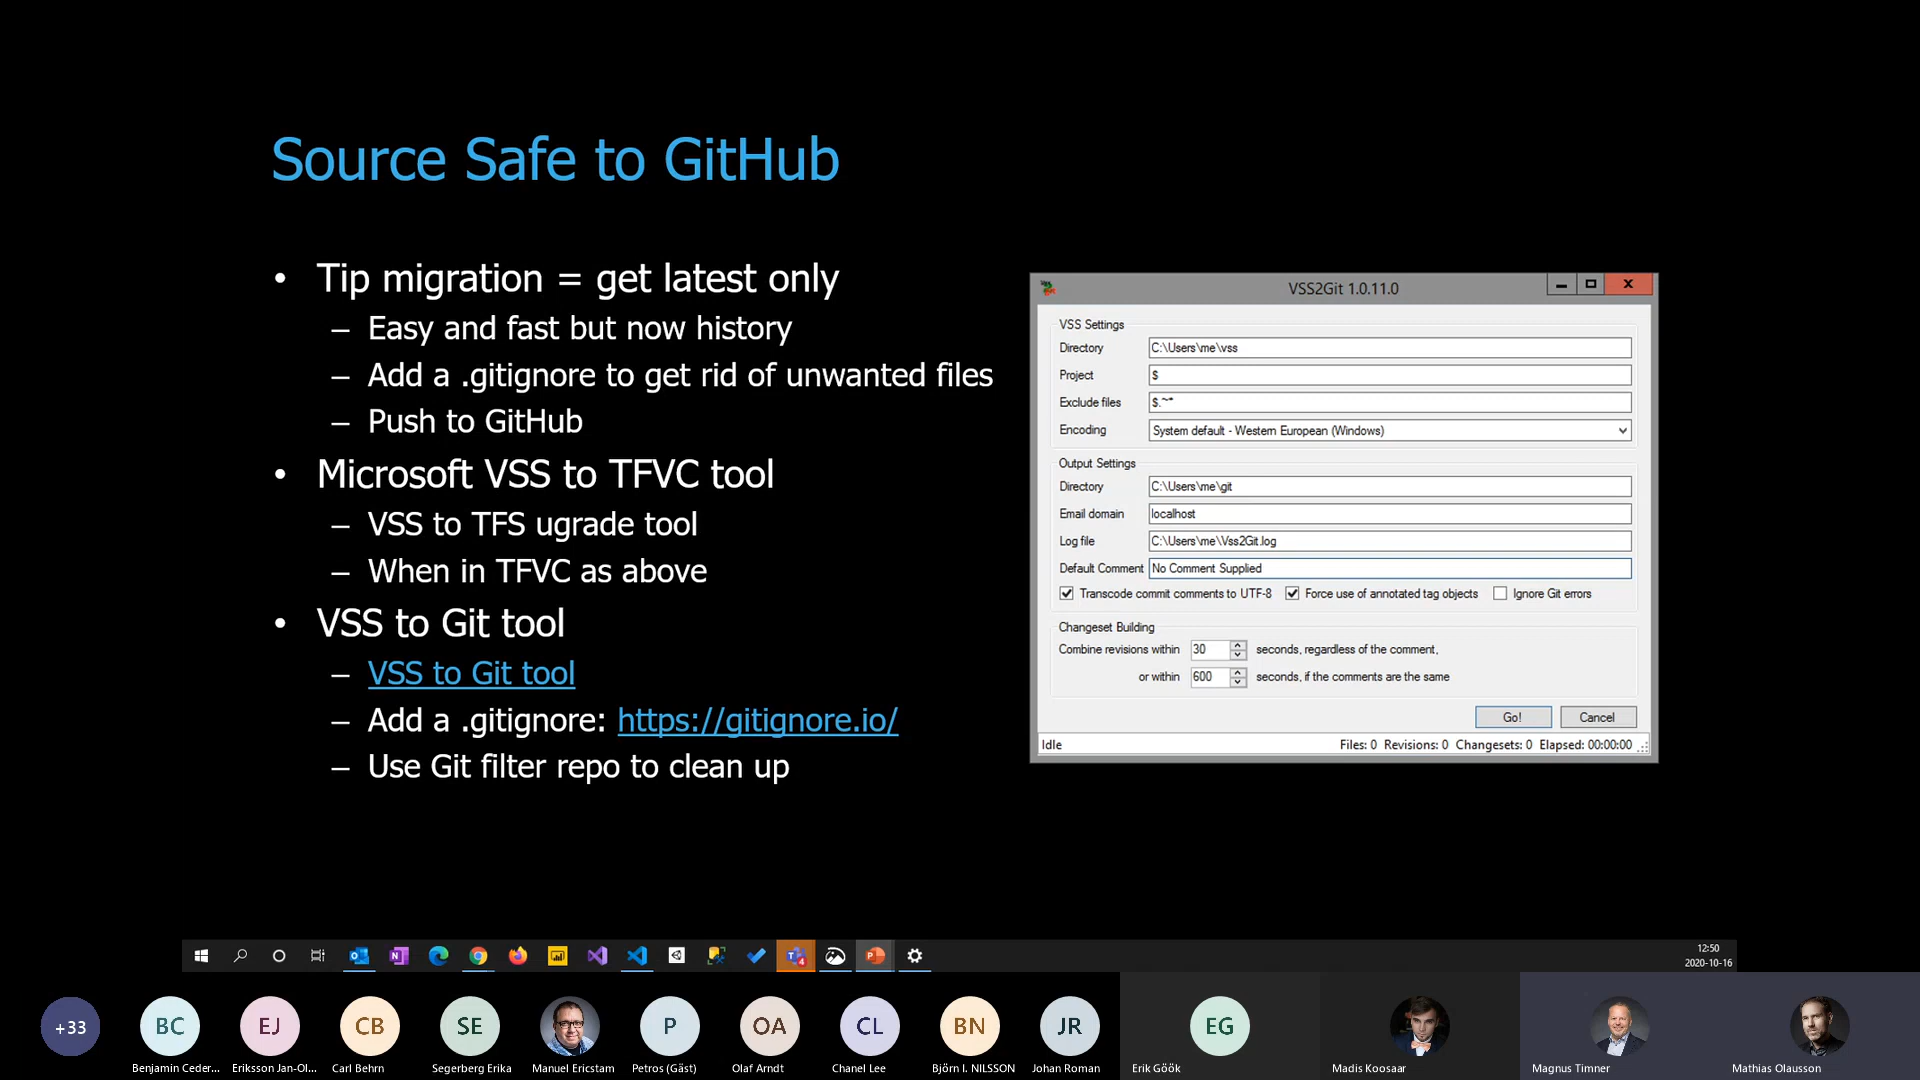 Source Safe to GitHub
• Tip migration = get latest only
– Easy and fast but now history
– Add a .gitignore to get rid of unwanted files
– Push to GitHub
• Microsoft VSS to TFVC tool
– VSS to TFS ugrade tool
– When in TFVC as above
• VSS to Git tool
– VSS to Git tool
– Add a .gitignore: https://gitignore.io/
– Use Git filter repo to clean up
VSS2Git 1.0.11.0
VSS Settings
Directory C:\Users\me\vss
Project $
Exclude files $.~*
Encoding System default - Western European (Windows)
Output Settings
Directory C:\Users\me\git
Email domain localhost
Log file C:\Users\me\Vss2Git.log
Default Comment No Comment Supplied
Transcode commit comments to UTF-8 Force use of annotated tag objects Ignore Git errors
Changeset Building
Combine revisions within 30 seconds, regardless of the comment,
or within 600 seconds, if the comments are the same
Go! Cancel
Idle Files: 0 Revisions: 0 Changesets: 0 Elapsed: 00:00:00
12:50
2020-10-16
+33 BC EJ CB SE P OA CL BN JR EG
Benjamin Ceder... Eriksson Jan-Ol... Carl Behrn Segerberg Erika Manuel Ericstam Petros (Gäst) Olaf Arndt Chanel Lee Björn I. NILSSON Johan Roman Erik Göök Madis Koosaar Magnus Timner Mathias Olausson